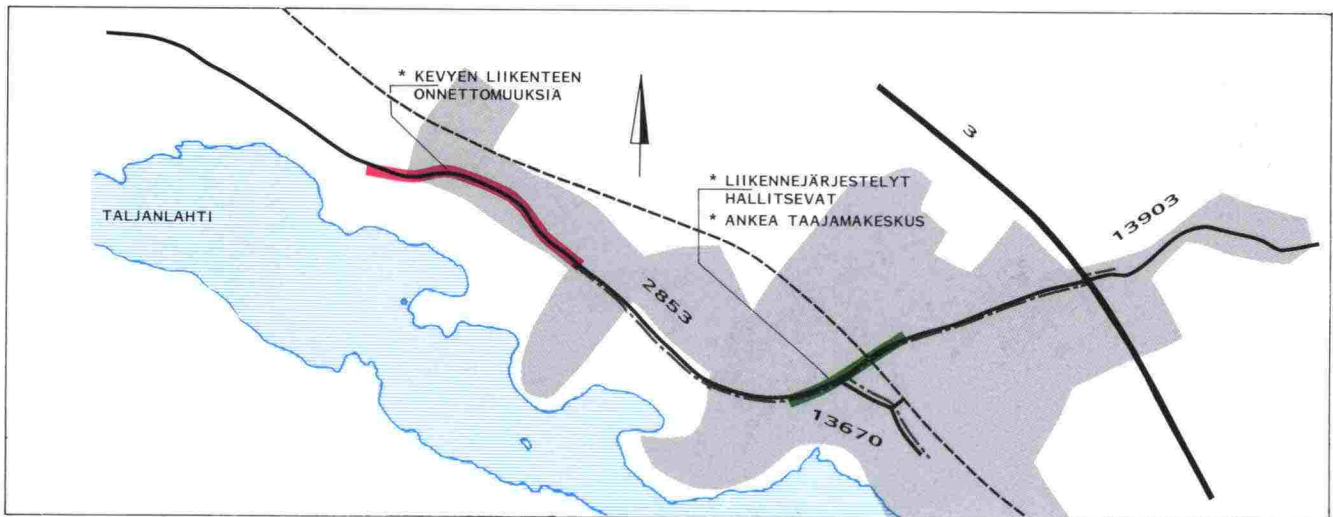 * KEVYEN LIIKENTEEN
ONNETTOMUUKSIA
* LIIKENNEJÄRJESTELYT
HALLITSEVAT
* ANKEA TAAJAMAKESKUS
TALJANLAHTI
3
13903
2853
13670